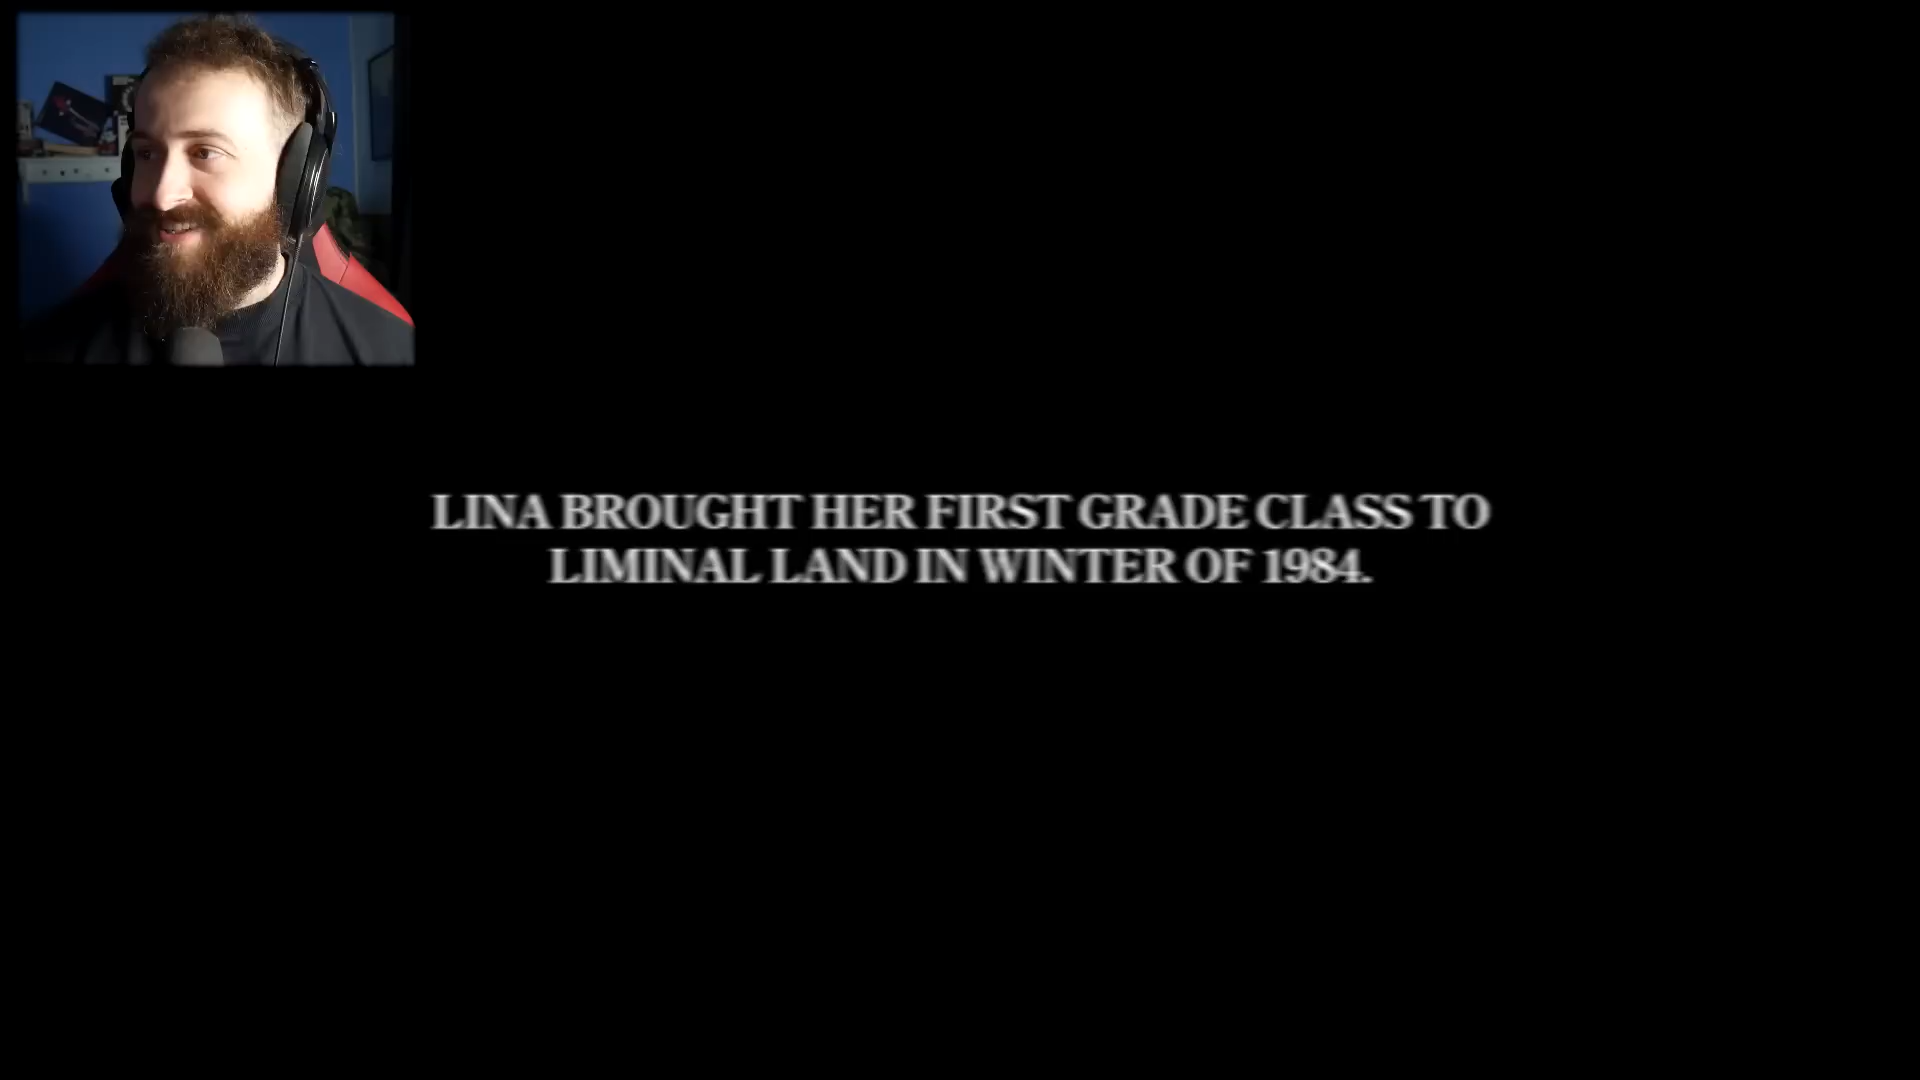 LINA BROUGHT HER FIRST GRADE CLASS TO
LIMINAL LAND IN WINTER OF 1984.